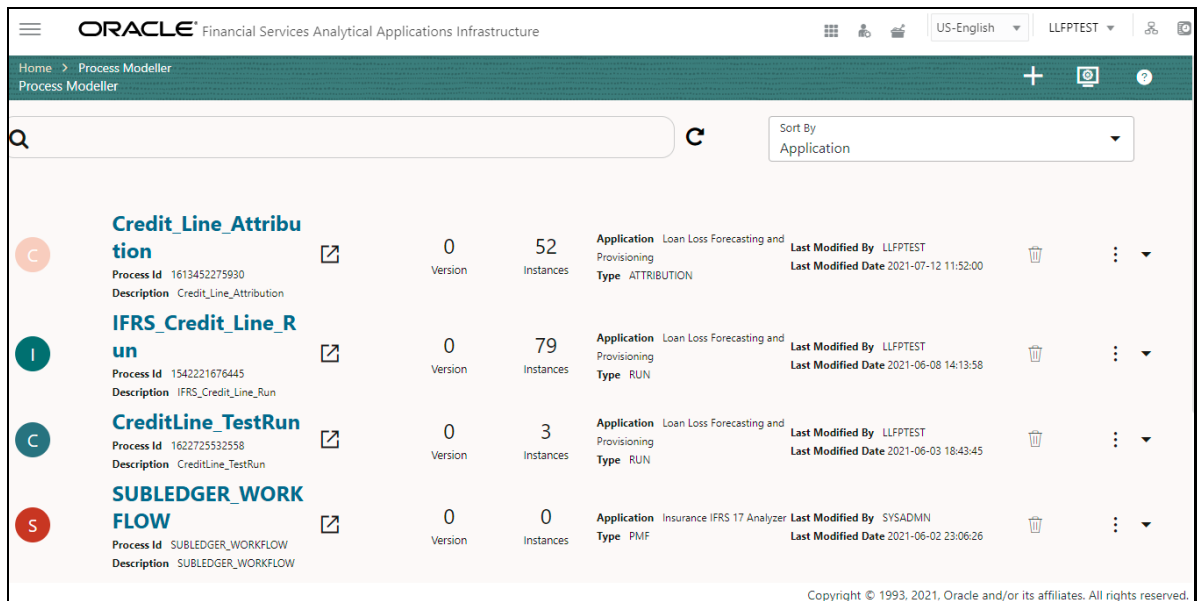 ORACLE® Financial Services Analytical Applications Infrastructure
US-English
LLFPTEST
Home > Process Modeller
Process Modeller
?
Sort By
Application
C
Credit_Line_Attribu
tion
Process Id 1613452275930
Description Credit_Line_Attribution
0
Version
52
Instances
Application Loan Loss Forecasting and
Provisioning
Type ATTRIBUTION
Last Modified By LLFPTEST
Last Modified Date 2021-07-12 11:52:00
I
IFRS_Credit_Line_R
un
Process Id 1542221676445
Description IFRS_Credit_Line_Run
0
Version
79
Instances
Application Loan Loss Forecasting and
Provisioning
Type RUN
Last Modified By LLFPTEST
Last Modified Date 2021-06-08 14:13:58
C
CreditLine_TestRun
Process Id 1622725532558
Description CreditLine_TestRun
0
Version
3
Instances
Application Loan Loss Forecasting and
Provisioning
Type RUN
Last Modified By LLFPTEST
Last Modified Date 2021-06-03 18:43:45
S
SUBLEDGER_WORK
FLOW
Process Id SUBLEDGER_WORKFLOW
Description SUBLEDGER_WORKFLOW
0
Version
0
Instances
Application Insurance IFRS 17 Analyzer
Type PMF
Last Modified By SYSADMN
Last Modified Date 2021-06-02 23:06:26
Copyright © 1993, 2021, Oracle and/or its affiliates. All rights reserved.